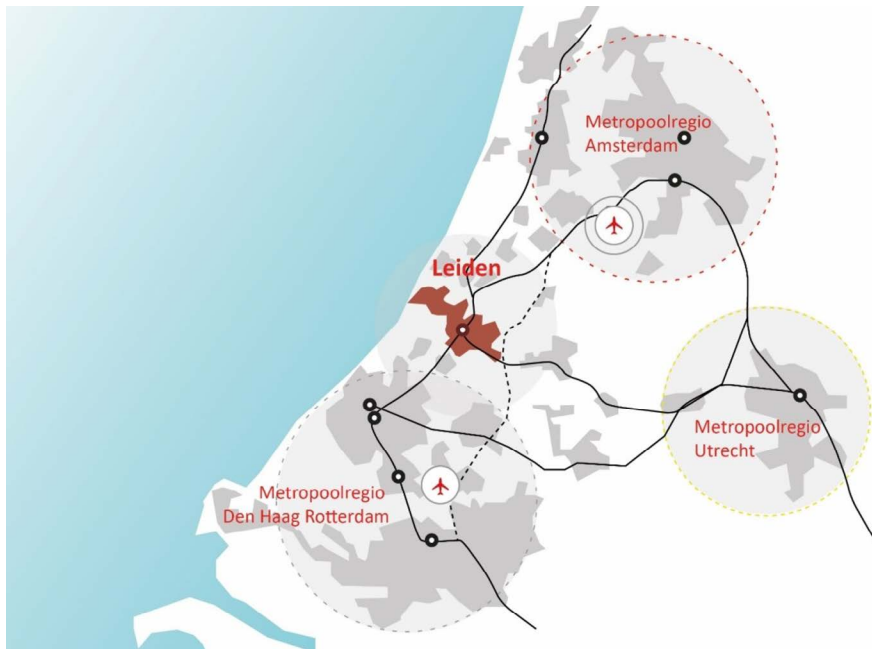 Metropoolregio
Amsterdam
Leiden
Metropoolregio
Utrecht
Metropoolregio
Den Haag Rotterdam